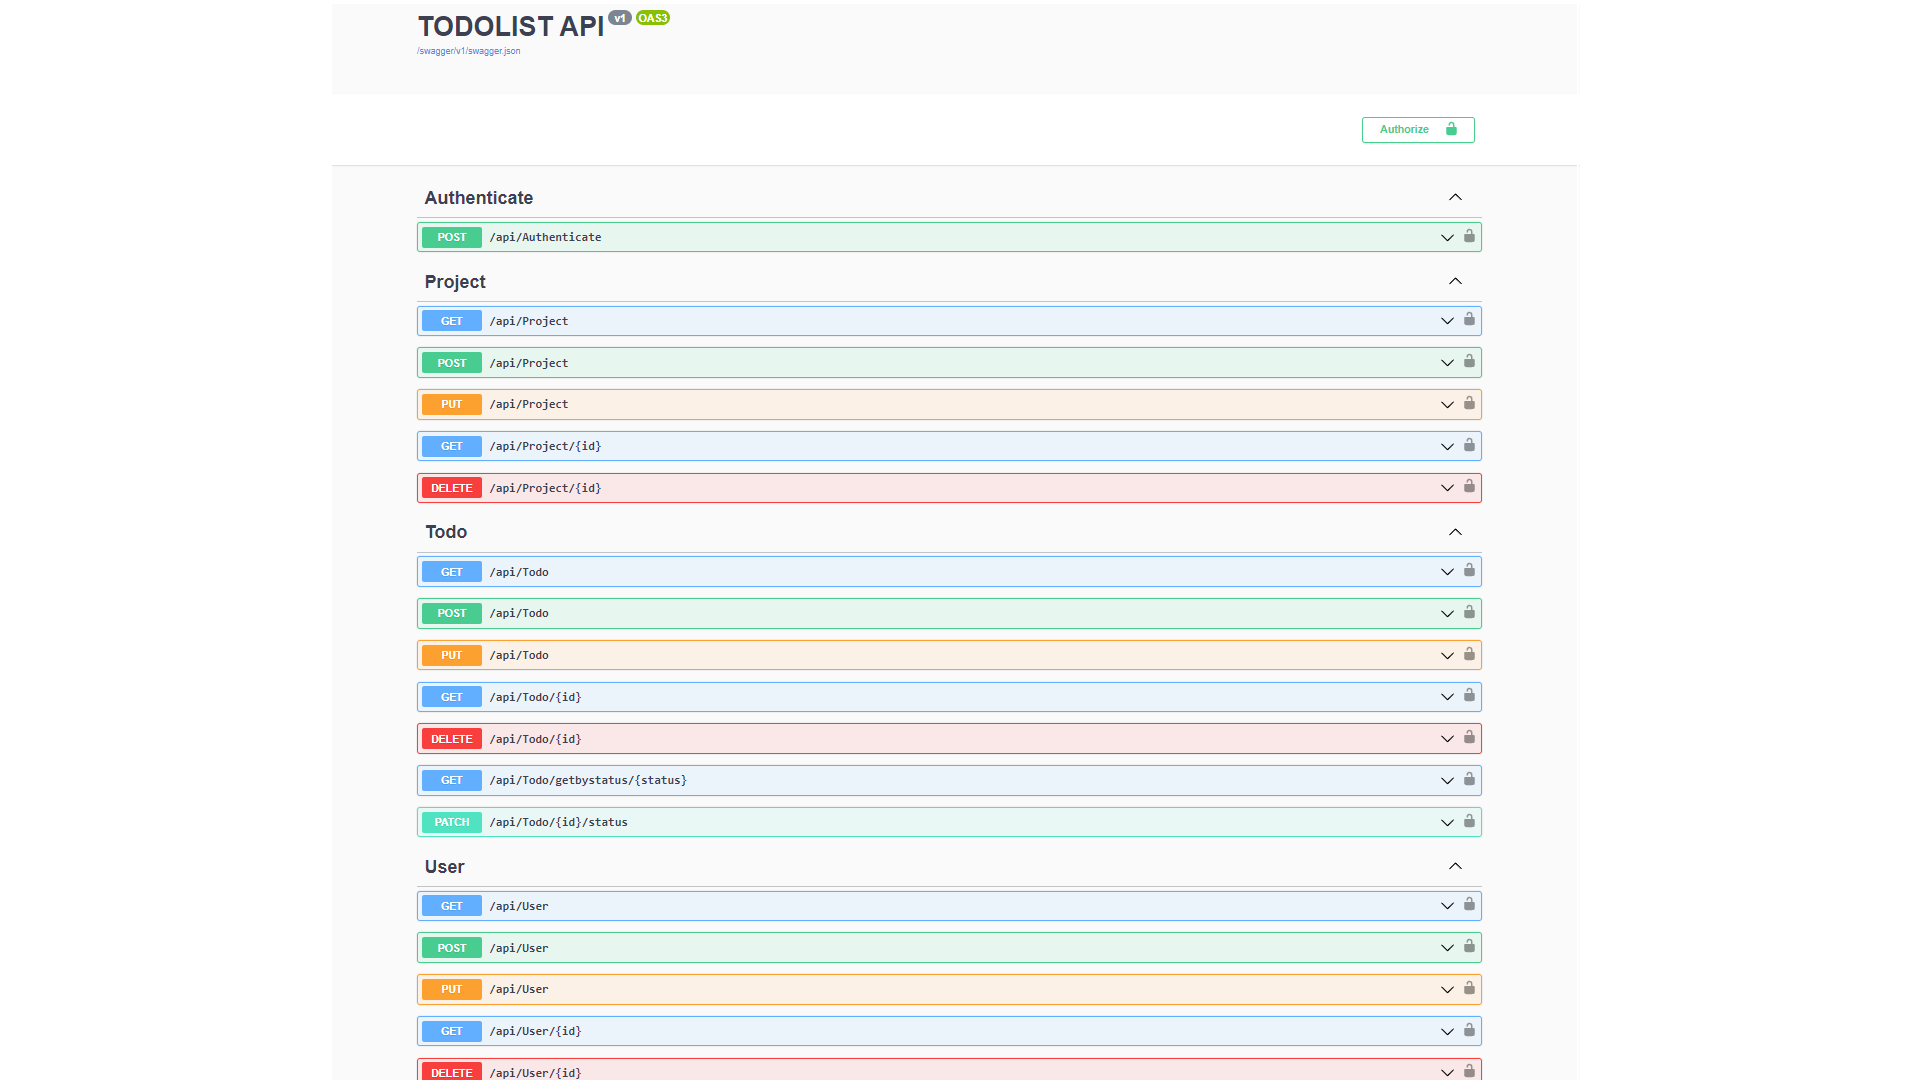 TODOLIST API v1 OAS3
/swagger/v1/swagger.json
Authorize
Authenticate
POST /api/Authenticate
Project
GET /api/Project
POST /api/Project
PUT /api/Project
GET /api/Project/{id}
DELETE /api/Project/{id}
Todo
GET /api/Todo
POST /api/Todo
PUT /api/Todo
GET /api/Todo/{id}
DELETE /api/Todo/{id}
GET /api/Todo/getbystatus/{status}
PATCH /api/Todo/{id}/status
User
GET /api/User
POST /api/User
PUT /api/User
GET /api/User/{id}
DELETE /api/User/{id}